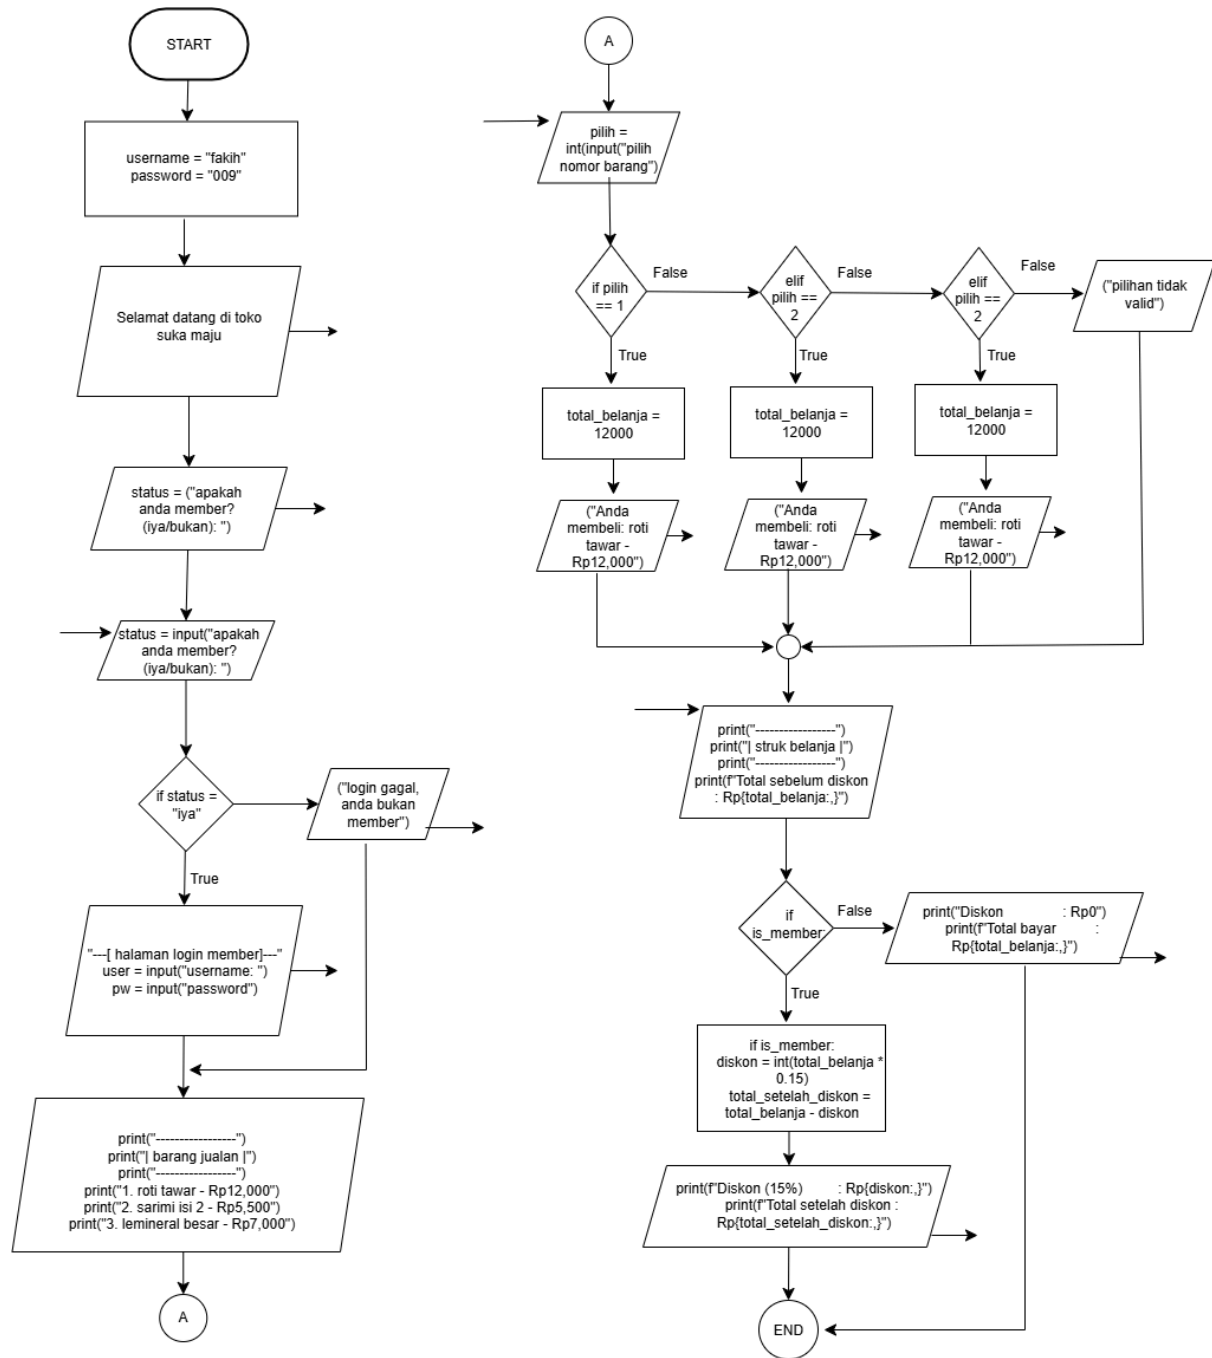 START
username = "fakih"
password = "009"
Selamat datang di toko
suka maju
status = ("apakah
anda member?
(iya/bukan): ")
status = input("apakah
anda member?
(iya/bukan): ")
if status =
"iya"
("login gagal,
anda bukan
member")
True
"---[ halaman login member]---"
user = input("username: ")
pw = input("password")
print("-----------------")
print("| barang jualan |")
print("------------------")
print("1. roti tawar - Rp12,000")
print("2. sarimi isi 2 - Rp5,500")
print("3. lemineral besar - Rp7,000")
A
A
pilih =
int(input("pilih
nomor barang")
if pilih
== 1
False
elif
pilih ==
2
False
elif
pilih ==
2
False
("pilihan tidak
valid")
True
True
True
total_belanja =
12000
total_belanja =
12000
total_belanja =
12000
("Anda
membeli: roti
tawar -
Rp12,000")
("Anda
membeli: roti
tawar -
Rp12,000")
("Anda
membeli: roti
tawar -
Rp12,000")
print("------------------")
print("| struk belanja |")
print("------------------")
print(f"Total sebelum diskon
: Rp{total_belanja:,}")
if
is_member:
False
print("Diskon : Rp0")
print(f"Total bayar :
Rp{total_belanja:,}")
True
if is_member:
diskon = int(total_belanja *
0.15)
total_setelah_diskon =
total_belanja - diskon
print(f"Diskon (15%) : Rp{diskon:,}")
print(f"Total setelah diskon :
Rp{total_setelah_diskon:,}")
END